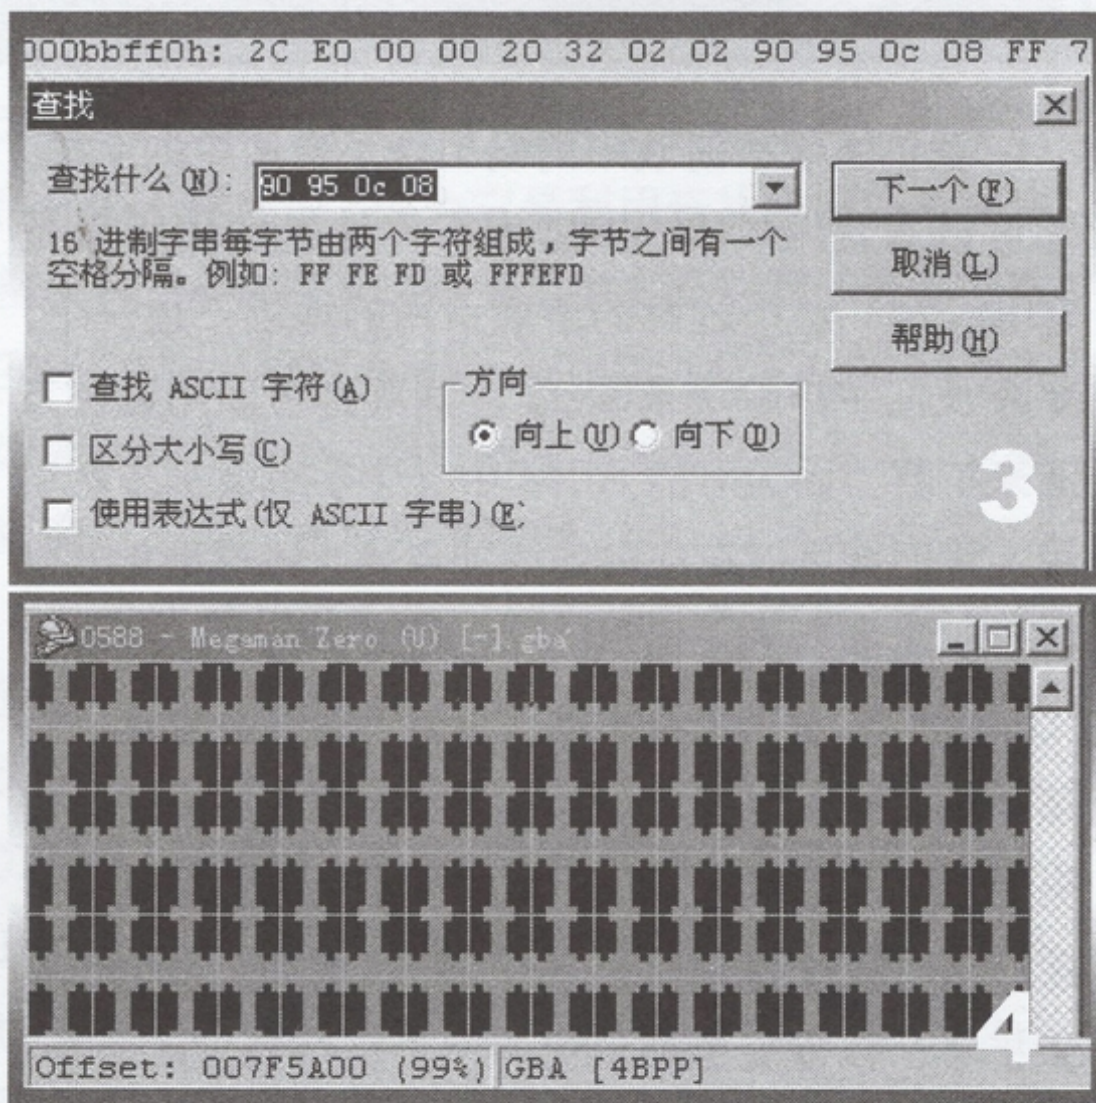 000bbff0h: 2C E0 00 00 20 32 02 02 90 95 0c 08 FF 7
查找
查找什么(N): 90 95 0c 08
下一个(F)
16 进制字串每字节由两个字符组成，字节之间有一个
空格分隔。例如: FF FE FD 或 FFFEFD
取消(L)
帮助(H)
查找 ASCII 字符(A)
方向
区分大小写(C)
向上(U) 向下(D)
使用表达式(仅 ASCII 字串)(E)
3
0588 - Megaman Zero (U) [-].gba
4
Offset: 007F5A00 (99%) GBA [4BPP]